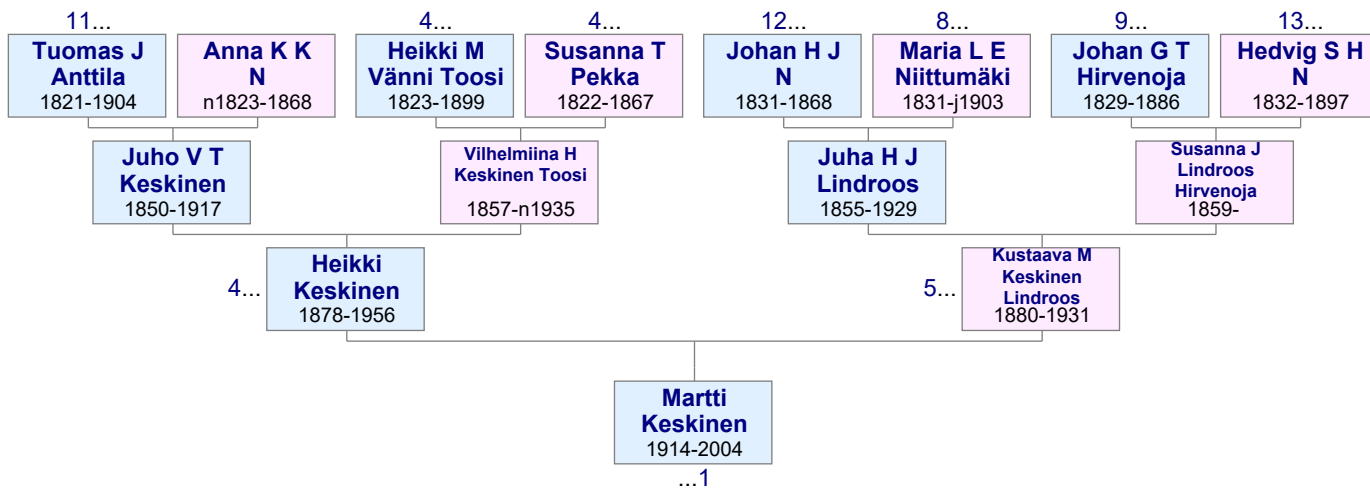 11...
4...
4...
12...
8...
9...
13...
Tuomas J
Anttila
1821-1904
Anna K K
N
n1823-1868
Heikki M
Vänni Toosi
1823-1899
Susanna T
Pekka
1822-1867
Johan H J
N
1831-1868
Maria L E
Niittumäki
1831-j1903
Johan G T
Hirvenoja
1829-1886
Hedvig S H
N
1832-1897
Juho V T
Keskinen
1850-1917
Vilhelmiina H
Keskinen Toosi
1857-n1935
Juha H J
Lindroos
1855-1929
Susanna J
Lindroos
Hirvenoja
1859-
4...
Heikki
Keskinen
1878-1956
5...
Kustaava M
Keskinen
Lindroos
1880-1931
Martti
Keskinen
1914-2004
...1